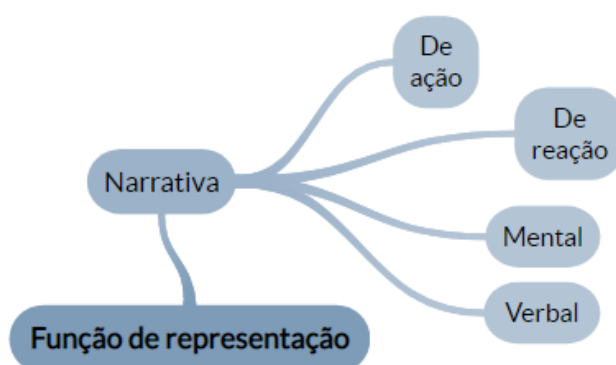 De
ação
De
reação
Narrativa
Mental
Verbal
Função de representação